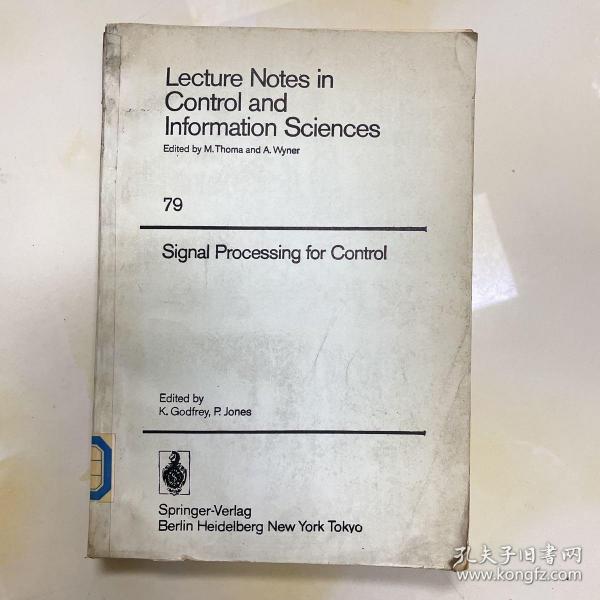 Lecture Notes in
Control and
Information Sciences
Edited by M. Thoma and A. Wyner
79
Signal Processing for Control
Edited by
K. Godfrey, P. Jones
Springer-Verlag
Berlin Heidelberg New York Tokyo
孔夫子旧书网
www.kongfz.com